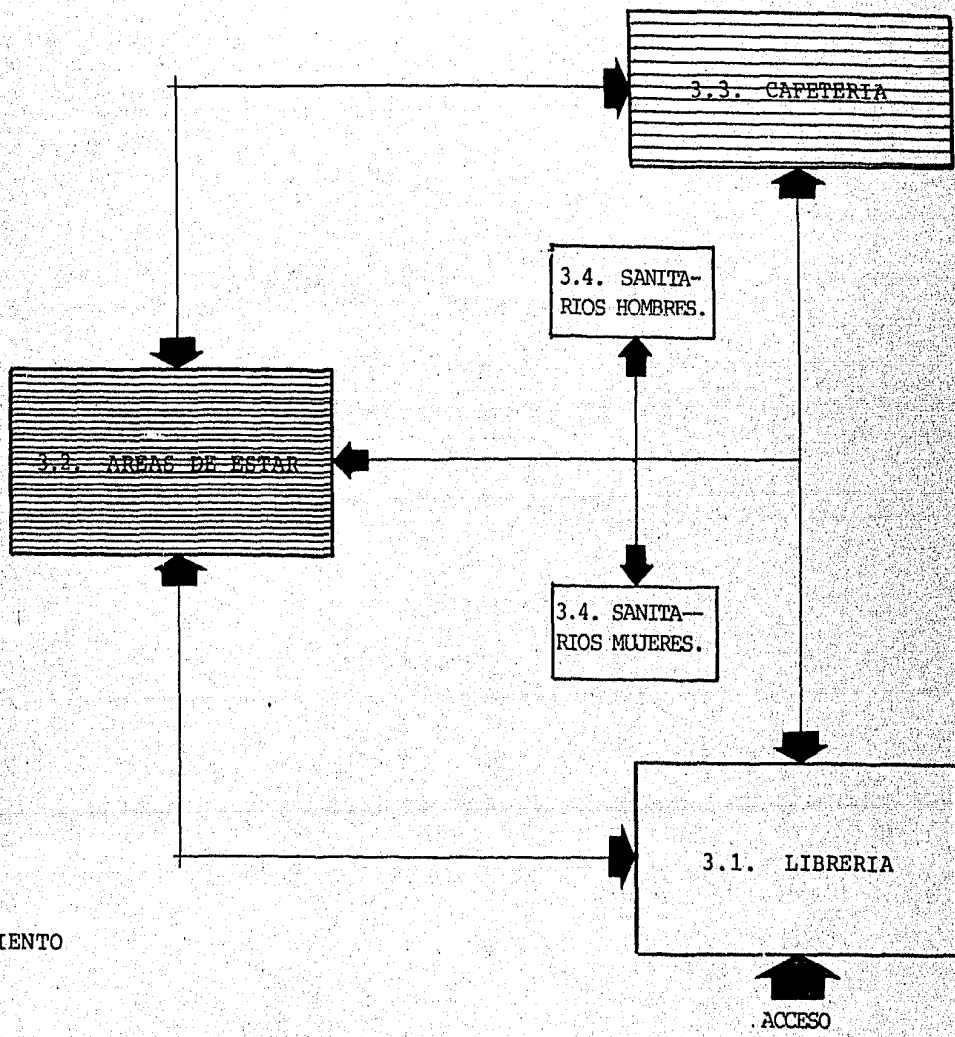 3.3. CAFETERIA
3.4. SANITA-
RIOS HOMBRES.
3.2. AREAS DE ESTAR
3.4. SANITA—
RIOS MUJERES.
3.1. LIBRERIA
IENTO
ACCESO